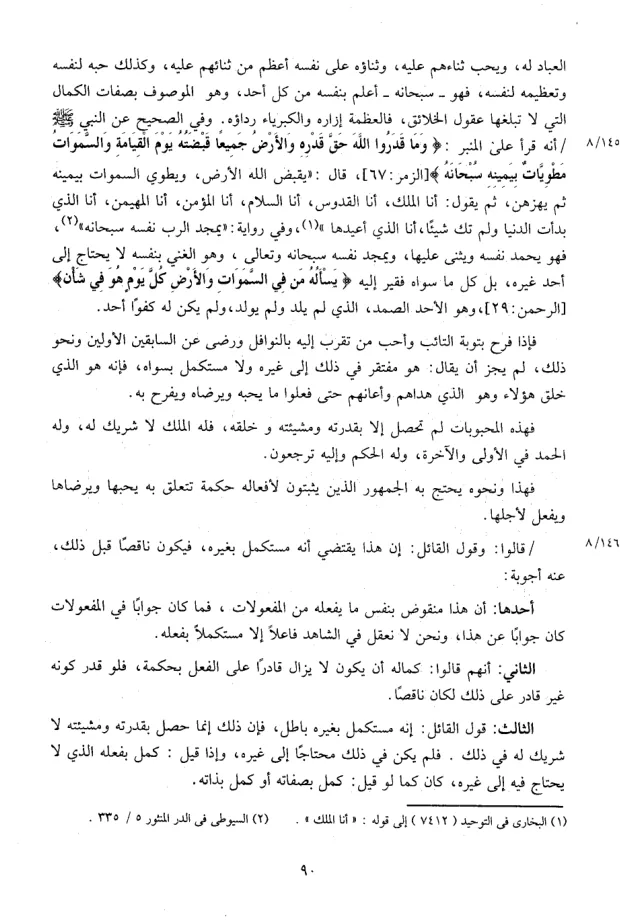 العباد له، ويحب ثناءهم عليه، وثناؤه على نفسه أعظم من ثنائهم عليه، وكذلك حبه لنفسه
وتعظيمه لنفسه، فهو ـ سبحانه ـ أعلم بنفسه من كل أحد، وهو الموصوف بصفات الكمال
التي لا تبلغها عقول الخلائق، فالعظمة إزاره والكبرياء رداؤه. وفي الصحيح عن النبي ﷺ
٨/١٤٥ / أنه قرأ على المنبر : ﴿ وَمَا قَدَرُوا اللَّهَ حَقَّ قَدْرِهِ وَالأَرْضُ جَمِيعًا قَبْضَتُهُ يَوْمَ الْقِيَامَةِ وَالسَّمَوَاتُ
مَطْوِيَّاتٌ بِيَمِينِهِ سُبْحَانَهُ ﴾[الزمر:٦٧]، قال : «يقبض الله الأرض، ويطوي السموات بيمينه
ثم يهزهن، ثم يقول: أنا الملك، أنا القدوس، أنا السلام، أنا المؤمن، أنا المهيمن، أنا الذي
بدأت الدنيا ولم تك شيئًا،أنا الذي أعيدها »(١)،وفي رواية:«يمجد الرب نفسه سبحانه»(٢)،
فهو يحمد نفسه ويثنى عليها، ويمجد نفسه سبحانه وتعالى ، وهو الغني بنفسه لا يحتاج إلى
أحد غيره، بل كل ما سواه فقير إليه ﴿ يَسْأَلُهُ مَن فِي السَّمَوَاتِ وَالأَرْضِ كُلَّ يَوْمٍ هُوَ فِي شَأْنٍ﴾
[الرحمن:٢٩]،وهو الأحد الصمد، الذي لم يلد ولم يولد،ولم يكن له كفوًا أحد.
فإذا فرح بتوبة التائب وأحب من تقرب إليه بالنوافل ورضى عن السابقين الأولين ونحو
ذلك، لم يجز أن يقال: هو مفتقر في ذلك إلى غيره ولا مستكمل بسواه، فإنه هو الذي
خلق هؤلاء وهو الذي هداهم وأعانهم حتى فعلوا ما يحبه ويرضاه ويفرح به.
فهذه المحبوبات لم تحصل إلا بقدرته ومشيئته و خلقه، فله الملك لا شريك له، وله
الحمد في الأولى والآخرة، وله الحكم وإليه ترجعون.
فهذا ونحوه يحتج به الجمهور الذين يثبتون لأفعاله حكمة تتعلق به يحبها ويرضاها
ويفعل لأجلها.
٨/١٤٦ / قالوا: وقول القائل: إن هذا يقتضي أنه مستكمل بغيره، فيكون ناقصًا قبل ذلك،
عنه أجوبة:
أحدها: أن هذا منقوض بنفس ما يفعله من المفعولات ، فما كان جوابًا في المفعولات
كان جوابًا عن هذا، ونحن لا نعقل في الشاهد فاعلاً إلا مستكملاً بفعله.
الثاني: أنهم قالوا: كماله أن يكون لا يزال قادرًا على الفعل بحكمة، فلو قدر كونه
غير قادر على ذلك لكان ناقصًا.
الثالث: قول القائل: إنه مستكمل بغيره باطل، فإن ذلك إنما حصل بقدرته ومشيئته لا
شريك له في ذلك . فلم يكن في ذلك محتاجًا إلى غيره، وإذا قيل : كمل بفعله الذي لا
يحتاج فيه إلى غيره، كان كما لو قيل: كمل بصفاته أو كمل بذاته.
(١) البخارى فى التوحيد ( ٧٤١٢ ) إلى قوله : « أنا الملك » . (٢) السيوطى فى الدر المنثور ٥ / ٣٣٥ .
٩٠